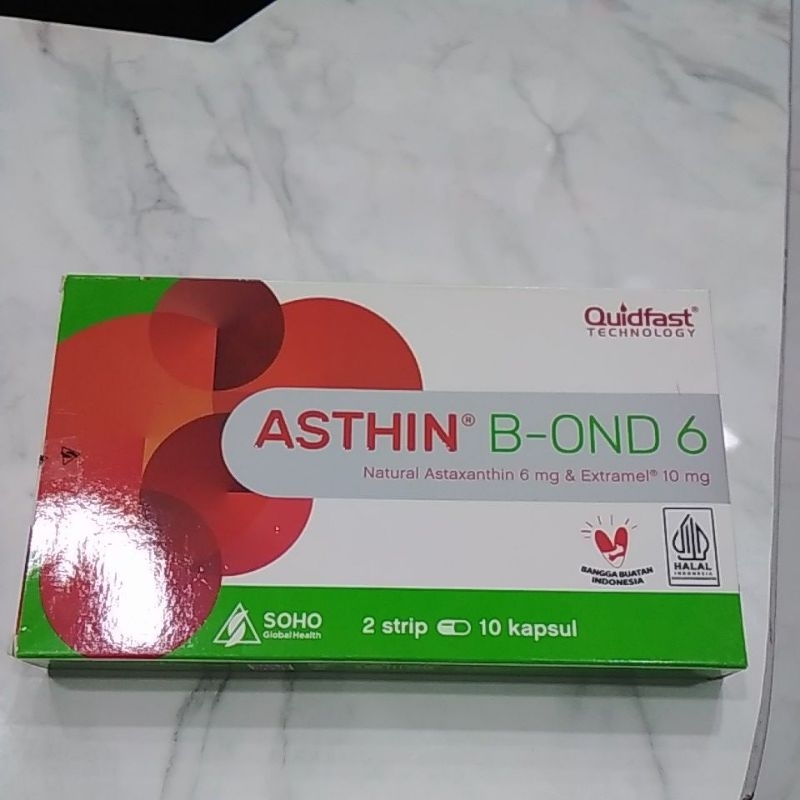 Quidfast®
TECHNOLOGY
ASTHIN® B-OND 6
Natural Astaxanthin 6 mg & Extramel® 10 mg
BANGGA BUATAN
INDONESIA
HALAL
INDONESIA
SOHO
Global Health
2 strip 10 kapsul